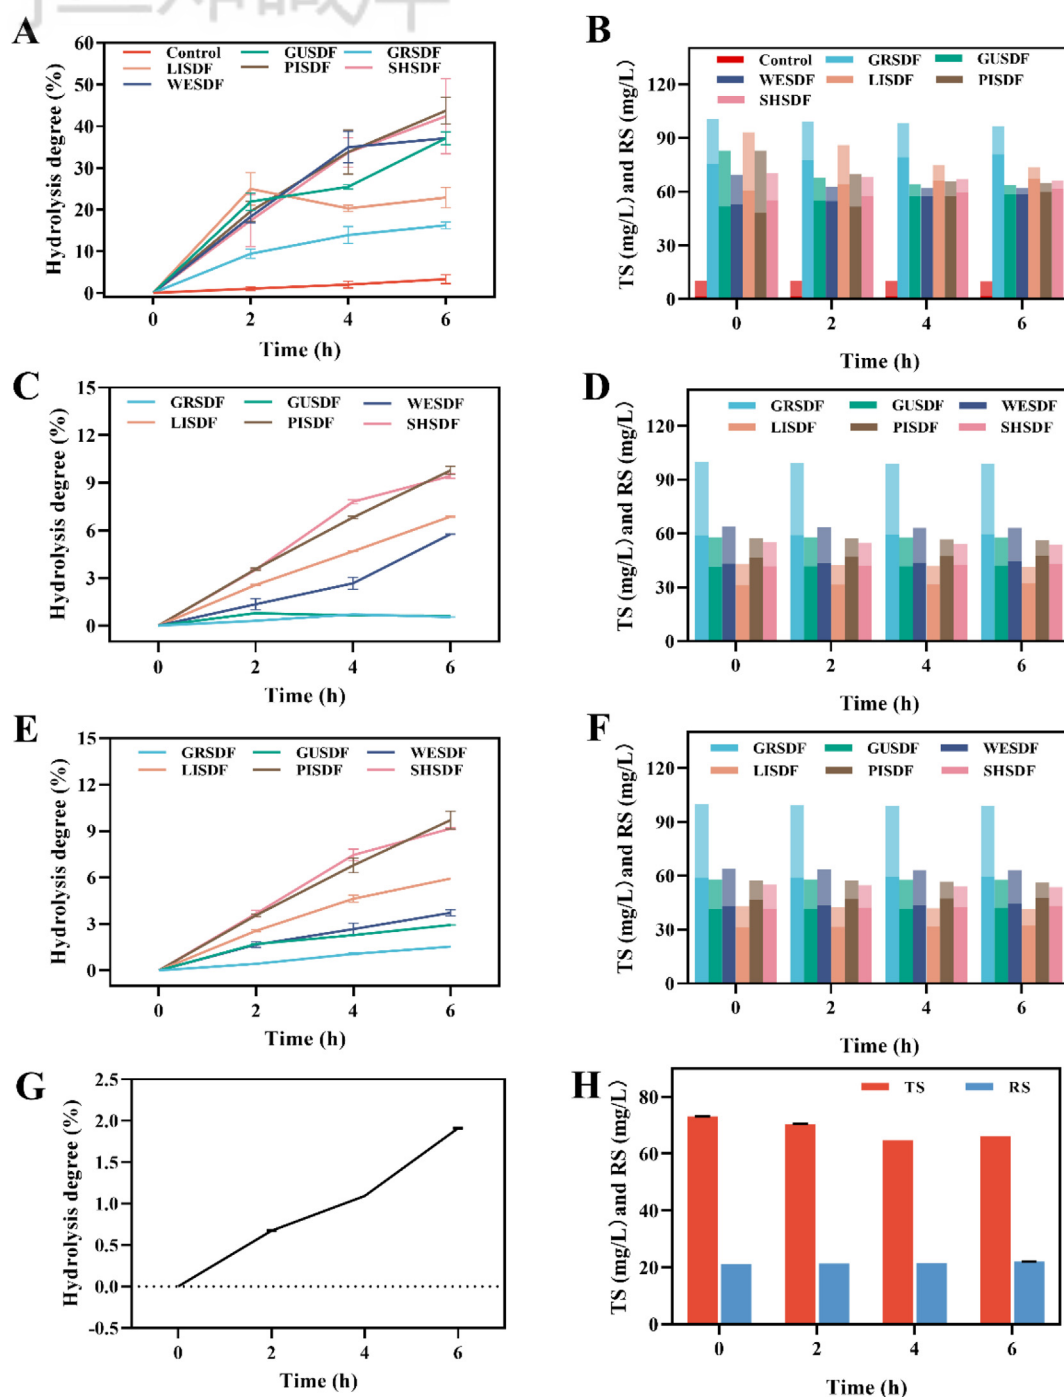 A
Hydrolysis degree (%)
60
50
40
30
20
10
0
Control
GUSDF
GRSDF
LISDF
PISDF
SHSDF
WESDF
0
2
4
6
Time (h)
B
TS (mg/L) and RS (mg/L)
120
90
60
30
0
Control
GRSDF
GUSDF
WESDF
LISDF
PISDF
SHSDF
0
2
4
6
Time (h)
C
Hydrolysis degree (%)
15
12
9
6
3
0
GRSDF
GUSDF
WESDF
LISDF
PISDF
SHSDF
0
2
4
6
Time (h)
D
TS (mg/L) and RS (mg/L)
120
90
60
30
0
GRSDF
GUSDF
WESDF
LISDF
PISDF
SHSDF
0
2
4
6
Time (h)
E
Hydrolysis degree (%)
15
12
9
6
3
0
GRSDF
GUSDF
WESDF
LISDF
PISDF
SHSDF
0
2
4
6
Time (h)
F
TS (mg/L) and RS (mg/L)
120
90
60
30
0
GRSDF
GUSDF
WESDF
LISDF
PISDF
SHSDF
0
2
4
6
Time (h)
G
Hydrolysis degree (%)
2.5
2.0
1.5
1.0
0.5
0.0
-0.5
0
2
4
6
Time (h)
H
TS (mg/L) and RS (mg/L)
80
60
40
20
0
TS
RS
0
2
4
6
Time (h)